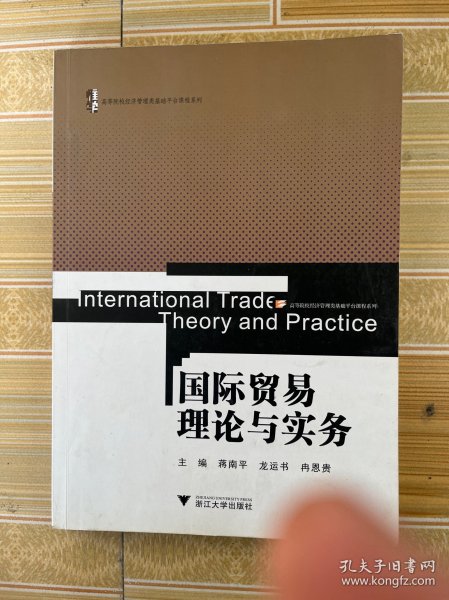 高等院校经济管理类基础平台课程系列
International Trade
高等院校经济管理类基础平台课程系列
Theory and Practice
国际贸易
理论与实务
主 编 蒋南平 龙运书 冉恩贵
ZHEJIANG UNIVERSITY PRESS
浙江大学出版社
孔夫子旧书网
www.kongfz.com